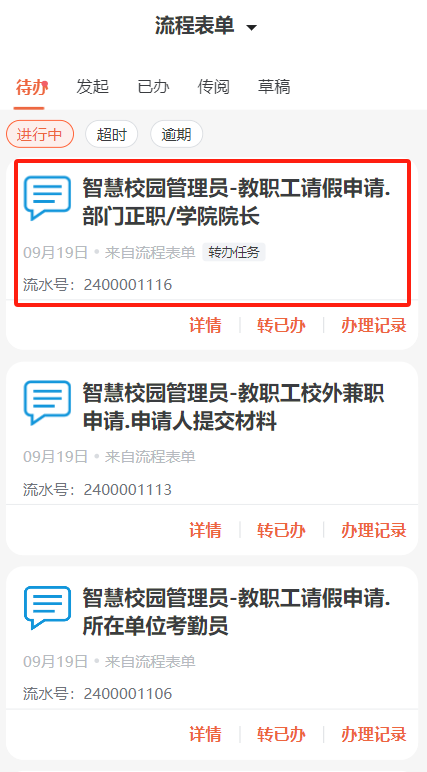 流程表单
待办 发起 已办 传阅 草稿
进行中 超时 逾期
智慧校园管理员-教职工请假申请.
部门正职/学院院长
09月19日 来自流程表单 转办任务
流水号：2400001116
详情 转已办 办理记录
智慧校园管理员-教职工校外兼职
申请.申请人提交材料
09月19日 来自流程表单
流水号：2400001113
详情 转已办 办理记录
智慧校园管理员-教职工请假申请.
所在单位考勤员
09月19日 来自流程表单
流水号：2400001106
详情 转已办 办理记录